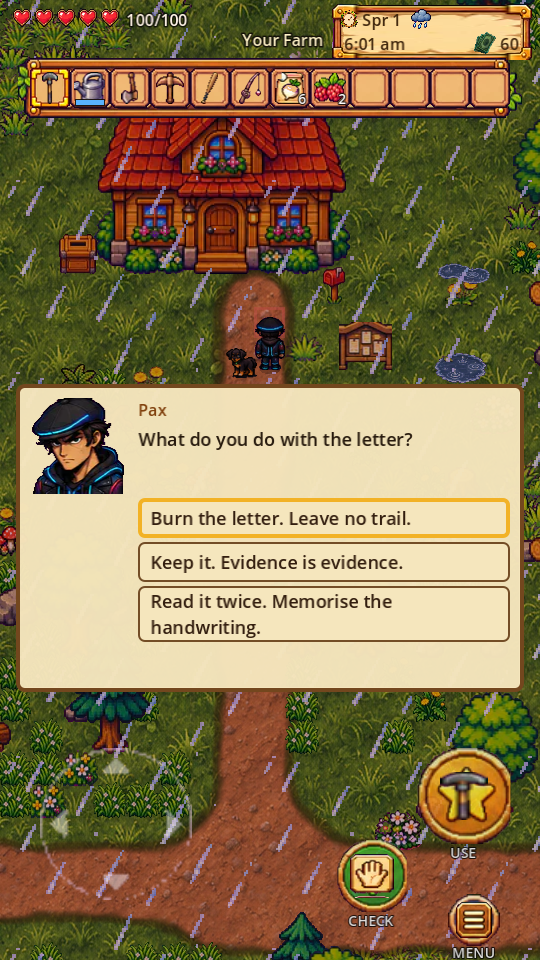 100/100
Spr 1
Your Farm
6:01 am
60
6
2
Pax
What do you do with the letter?
Burn the letter. Leave no trail.
Keep it. Evidence is evidence.
Read it twice. Memorise the
handwriting.
USE
CHECK
MENU